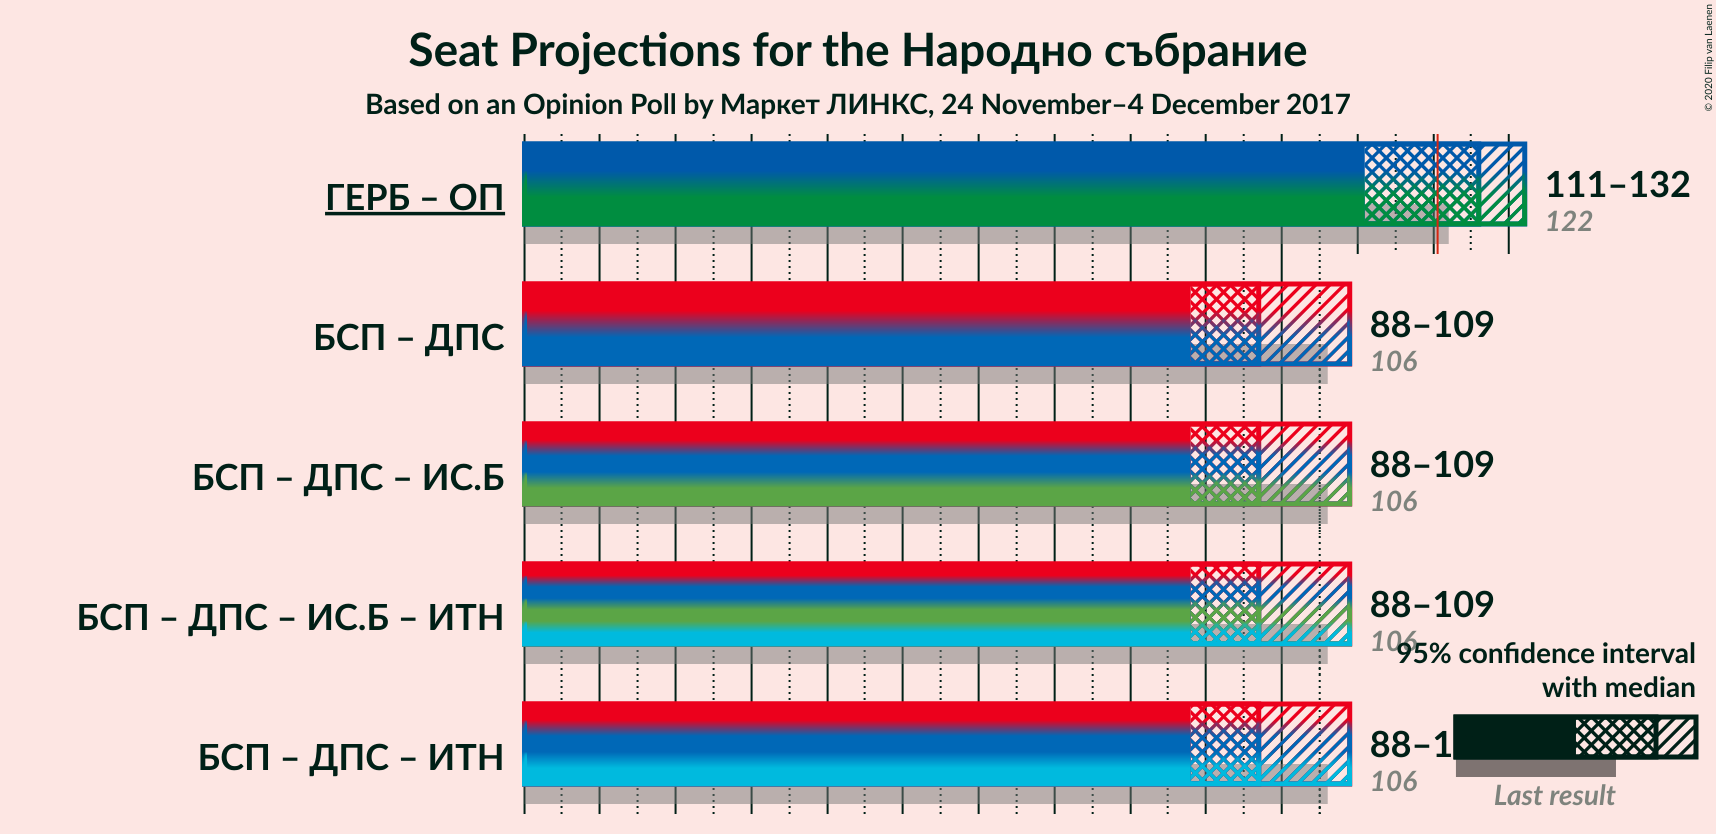 Seat Projections for the Народно събрание
Based on an Opinion Poll by Маркет ЛИНКС, 24 November–4 December 2017
© 2020 Filip van Laenen
ГЕРБ – ОП
111–132
122
БСП – ДПС
88–109
106
БСП – ДПС – ИС.Б
88–109
106
БСП – ДПС – ИС.Б – ИТН
88–109
106
95% confidence interval
with median
БСП – ДПС – ИТН
88–1
106
Last result